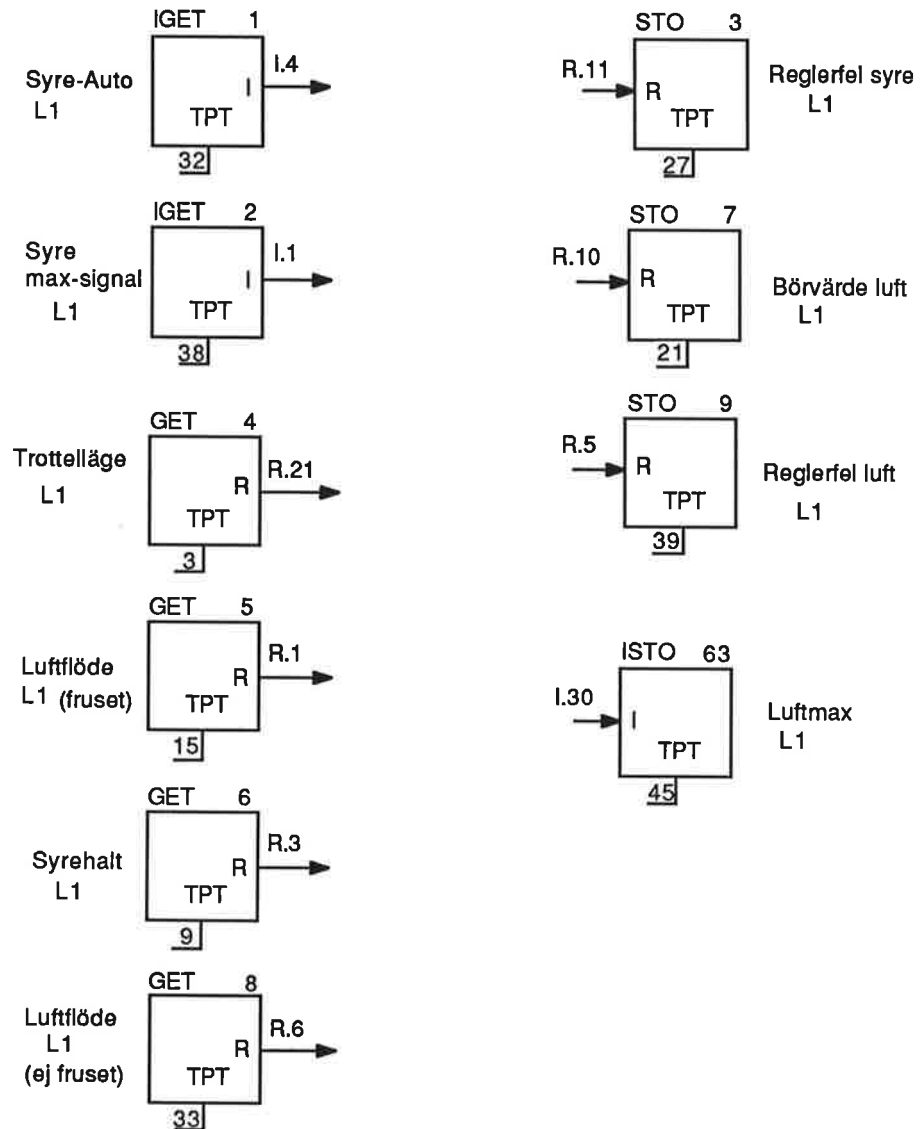 IGET 1
Syre-Auto
L1
I.4
I
TPT
32
IGET 2
Syre
max-signal
L1
I.1
I
TPT
38
GET 4
Trottelläge
L1
R.21
R
TPT
3
GET 5
Luftflöde
L1 (fruset)
R.1
R
TPT
15
GET 6
Syrehalt
L1
R.3
R
TPT
9
GET 8
Luftflöde
L1
(ej fruset)
R.6
R
TPT
33
STO 3
R.11
R
TPT
27
Reglerfel syre
L1
STO 7
R.10
R
TPT
21
Börvärde luft
L1
STO 9
R.5
R
TPT
39
Reglerfel luft
L1
ISTO 63
I.30
I
TPT
45
Luftmax
L1